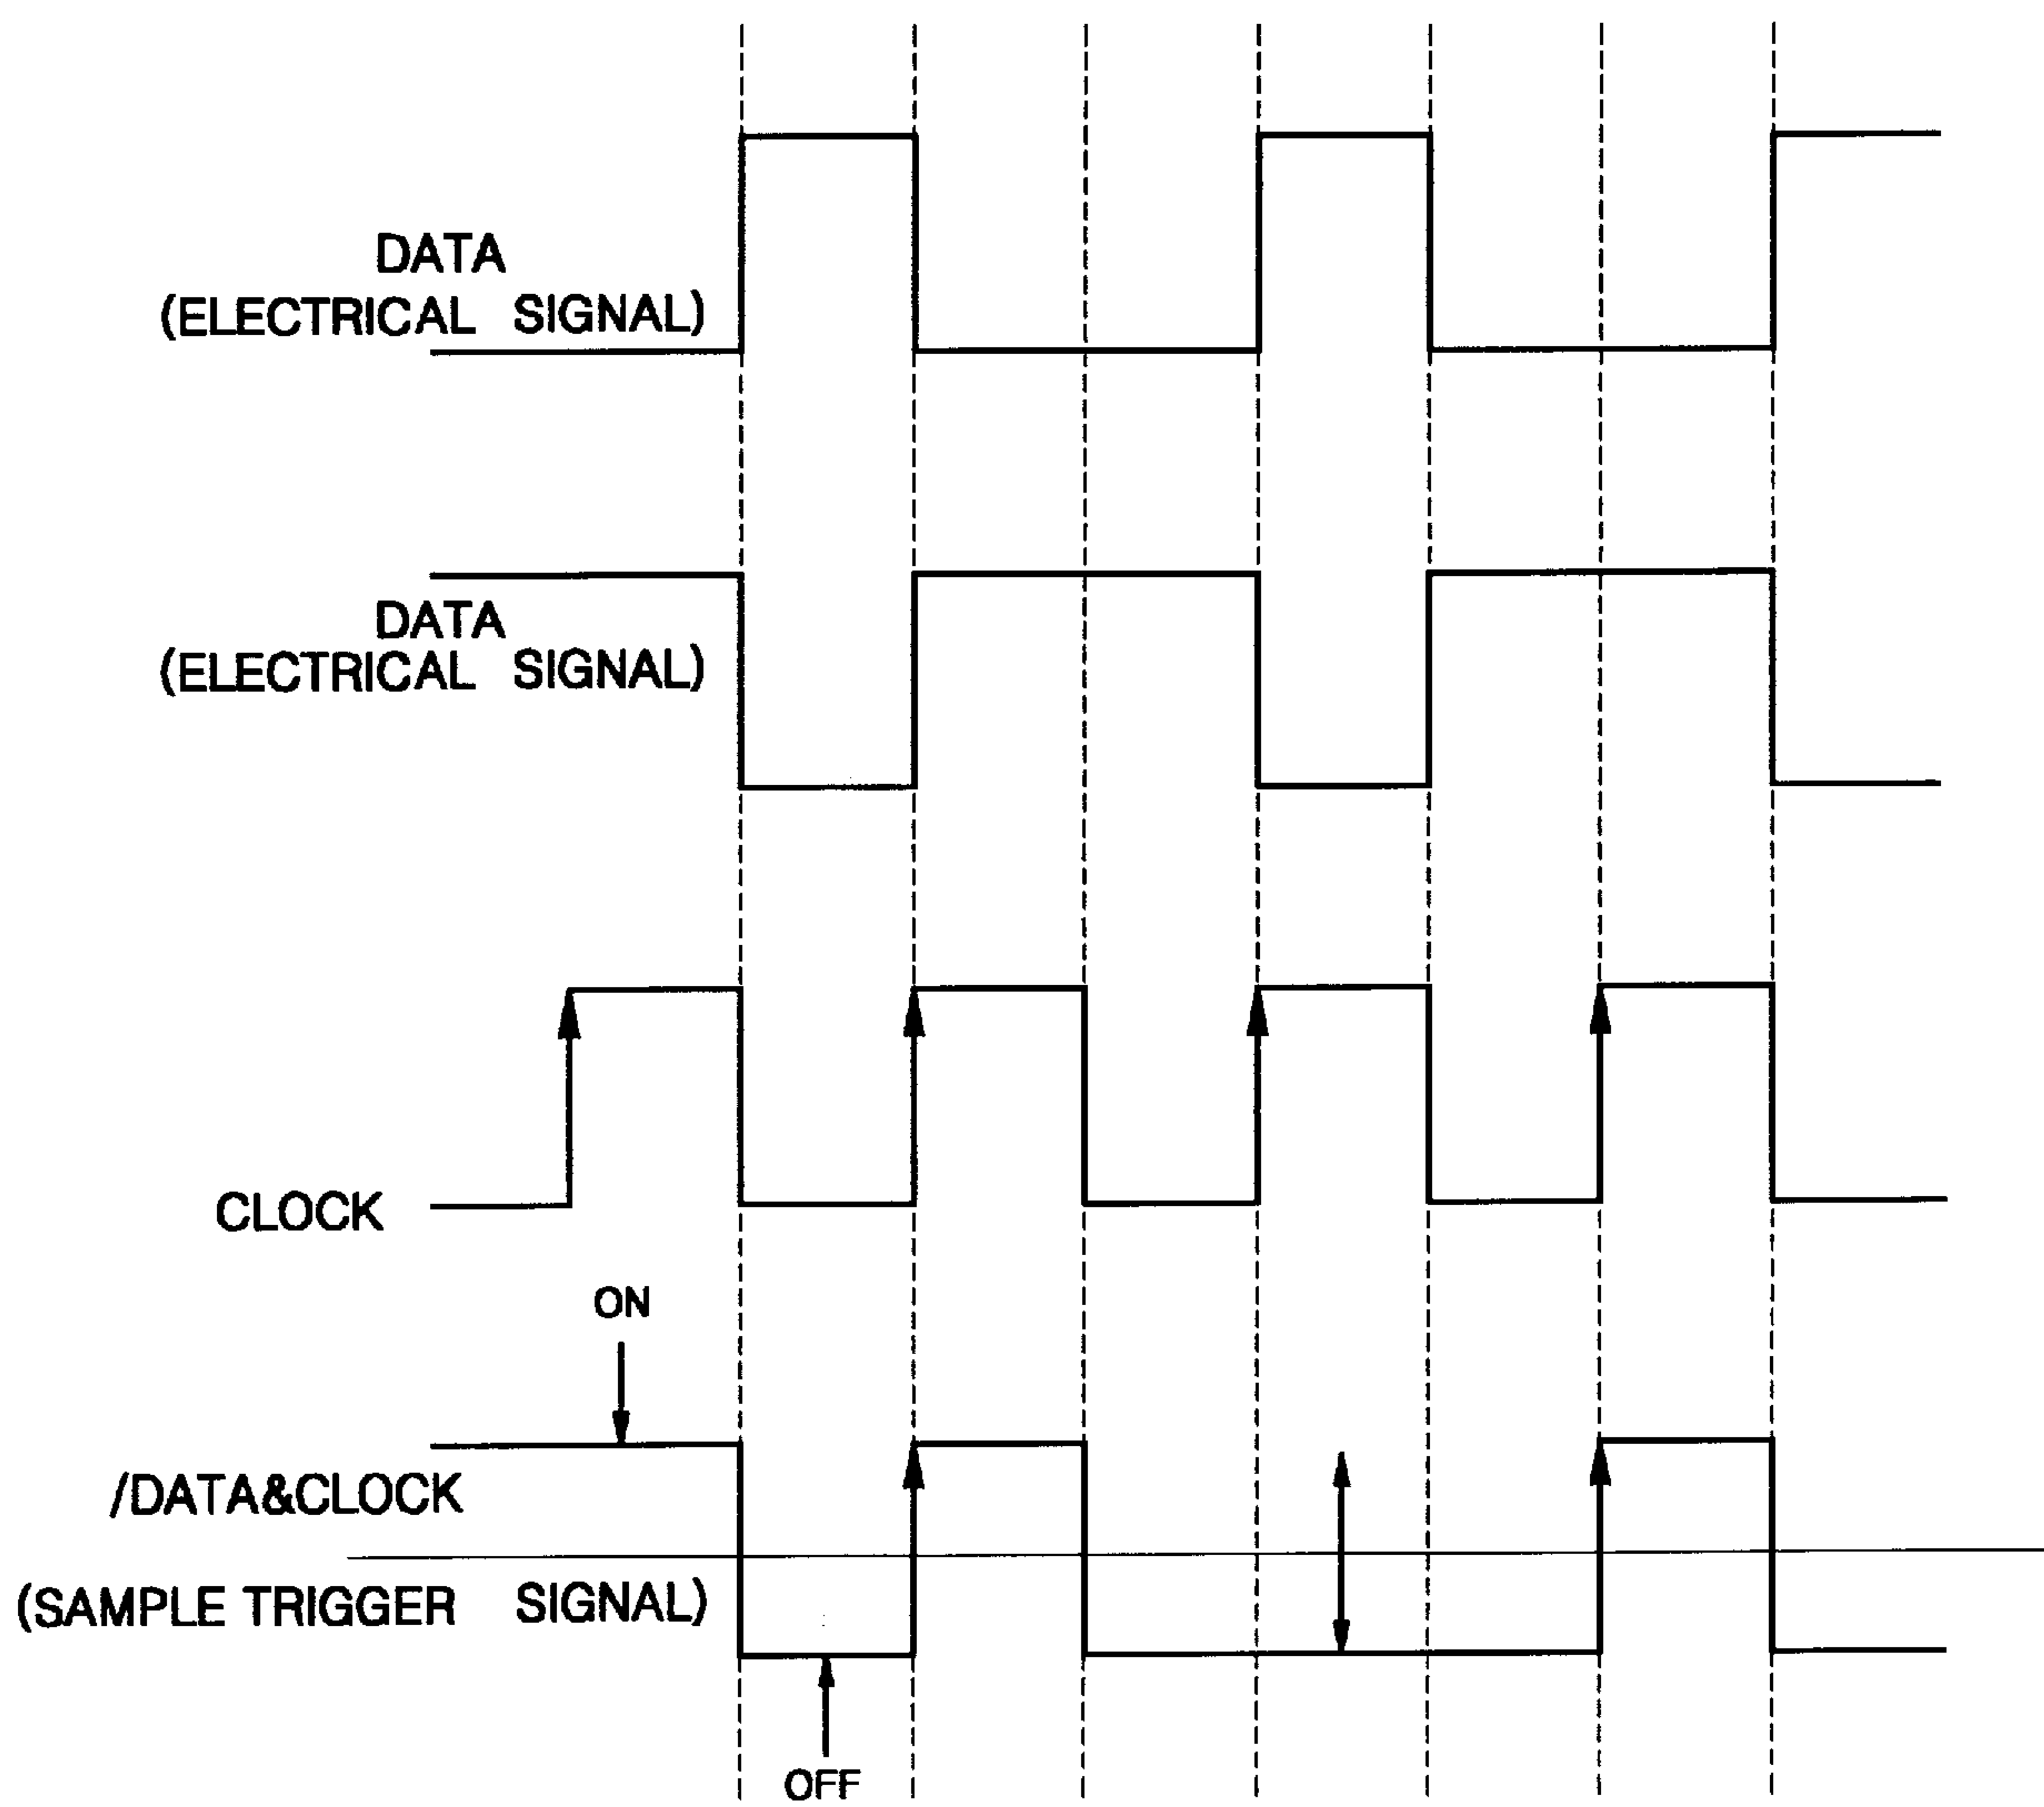 DATA
(ELECTRICAL SIGNAL)
DATA
(ELECTRICAL SIGNAL)
CLOCK
ON
/DATA&CLOCK
(SAMPLE TRIGGER SIGNAL)
OFF